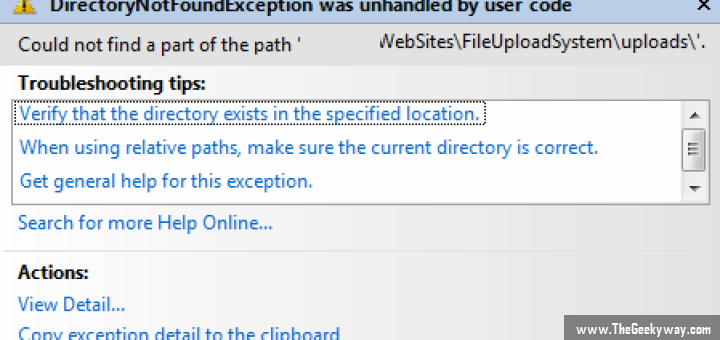 DirectoryNotFoundException was unhandled by user code
Could not find a part of the path ' WebSites\FileUploadSystem\uploads\'.
Troubleshooting tips:
Verify that the directory exists in the specified location.
When using relative paths, make sure the current directory is correct.
Get general help for this exception.
Search for more Help Online...
Actions:
View Detail...
Copy exception detail to the clipboard
www.TheGeekyway.com